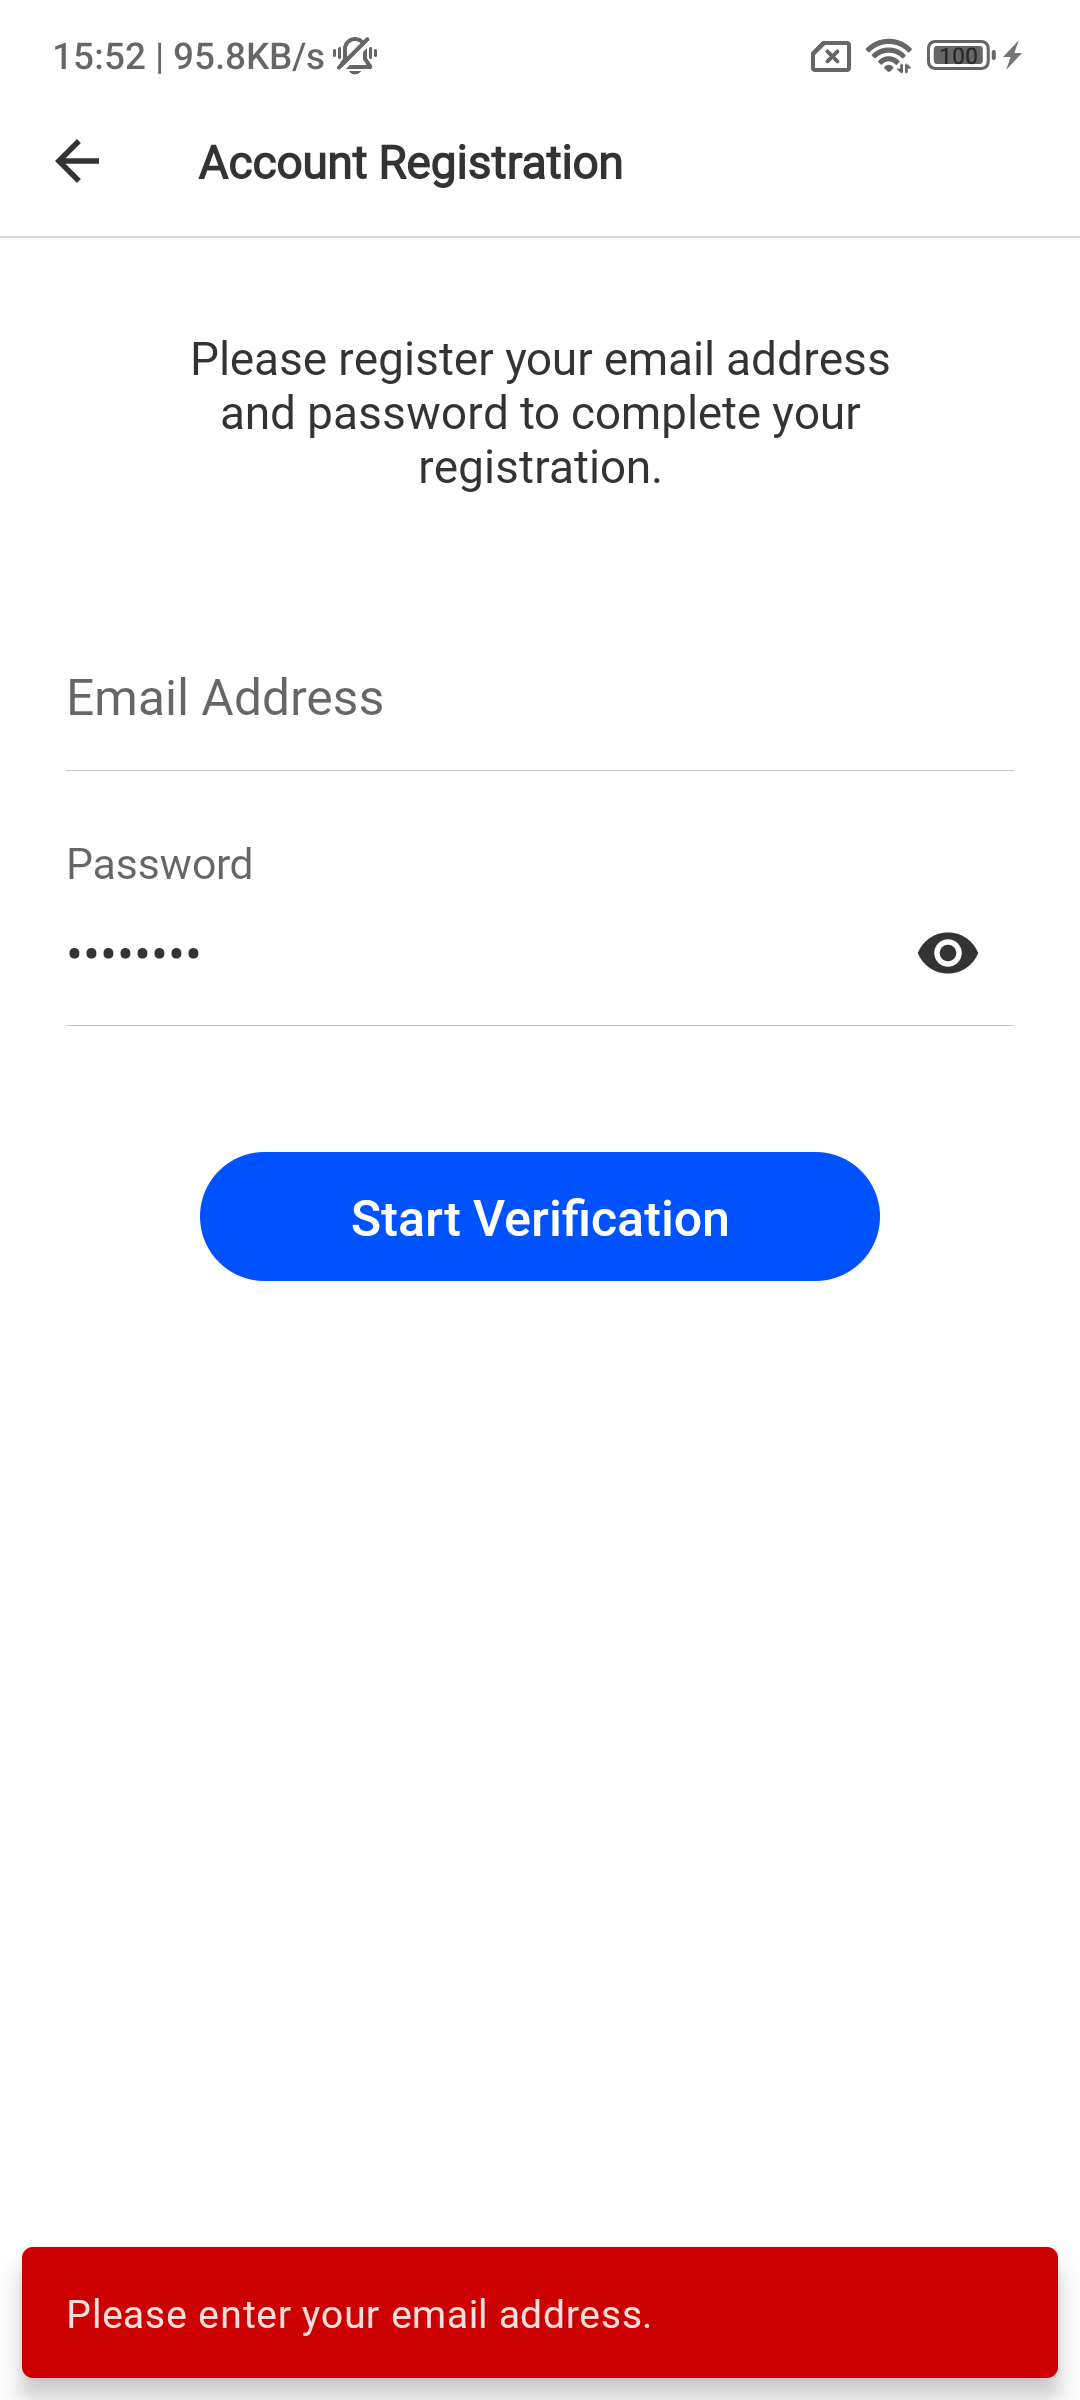 15:52 | 95.8KB/s
100
Account Registration
Please register your email address
and password to complete your
registration.
Email Address
Password
••••••••
Start Verification
Please enter your email address.